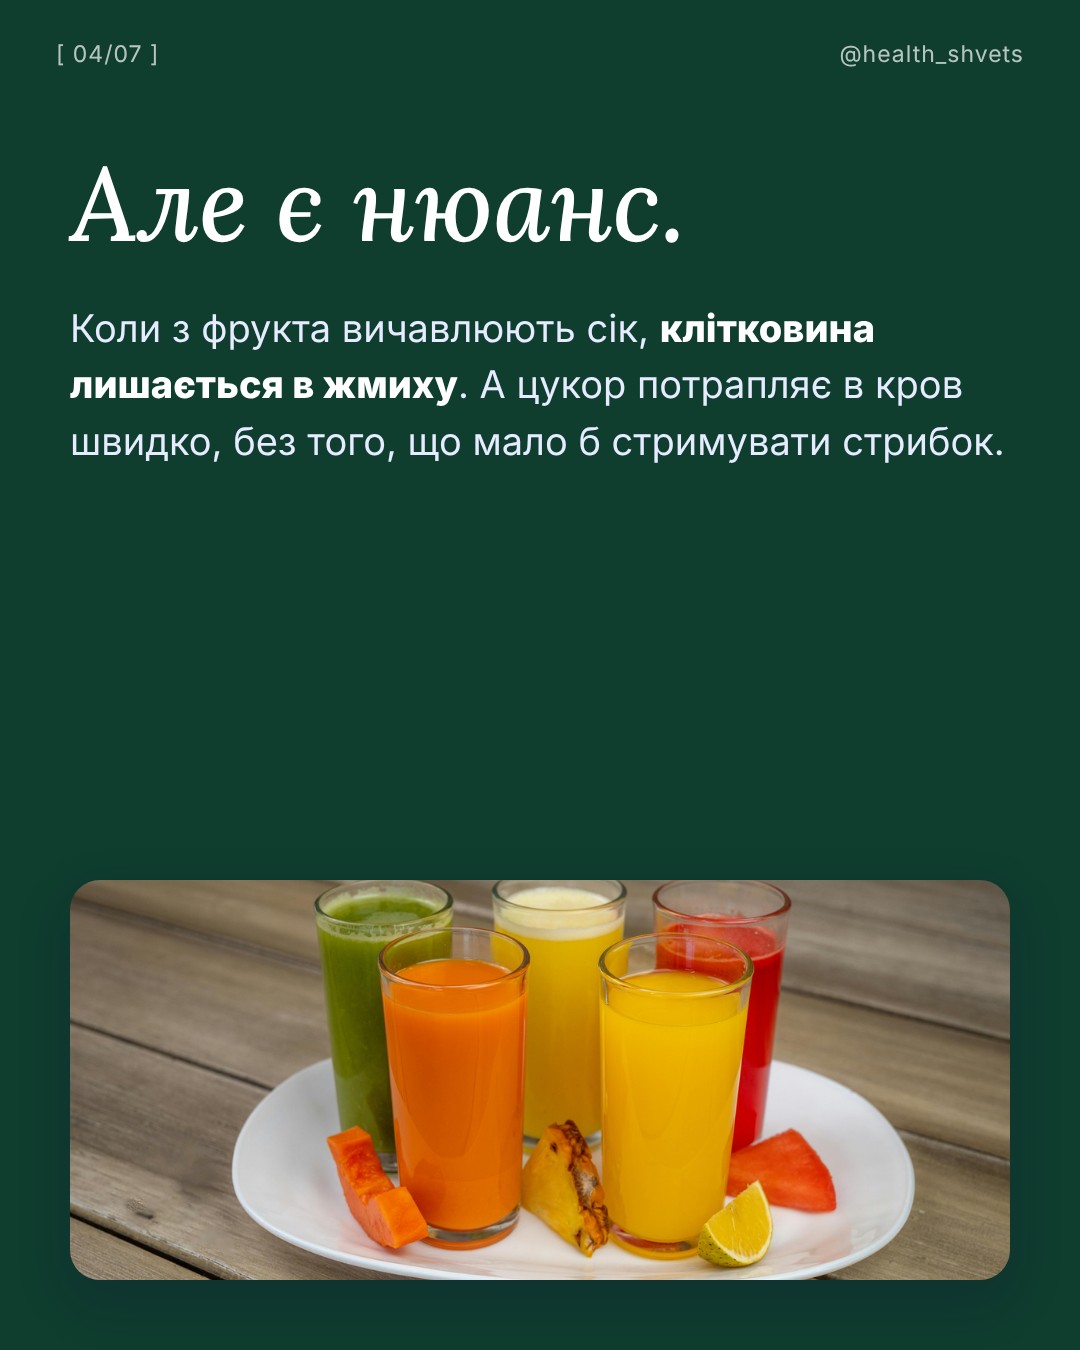 [ 04/07 ]
@health_shvets
Але є нюанс.
Коли з фрукта вичавлюють сік, клітковина
лишається в жмиху. А цукор потрапляє в кров
швидко, без того, що мало б стримувати стрибок.